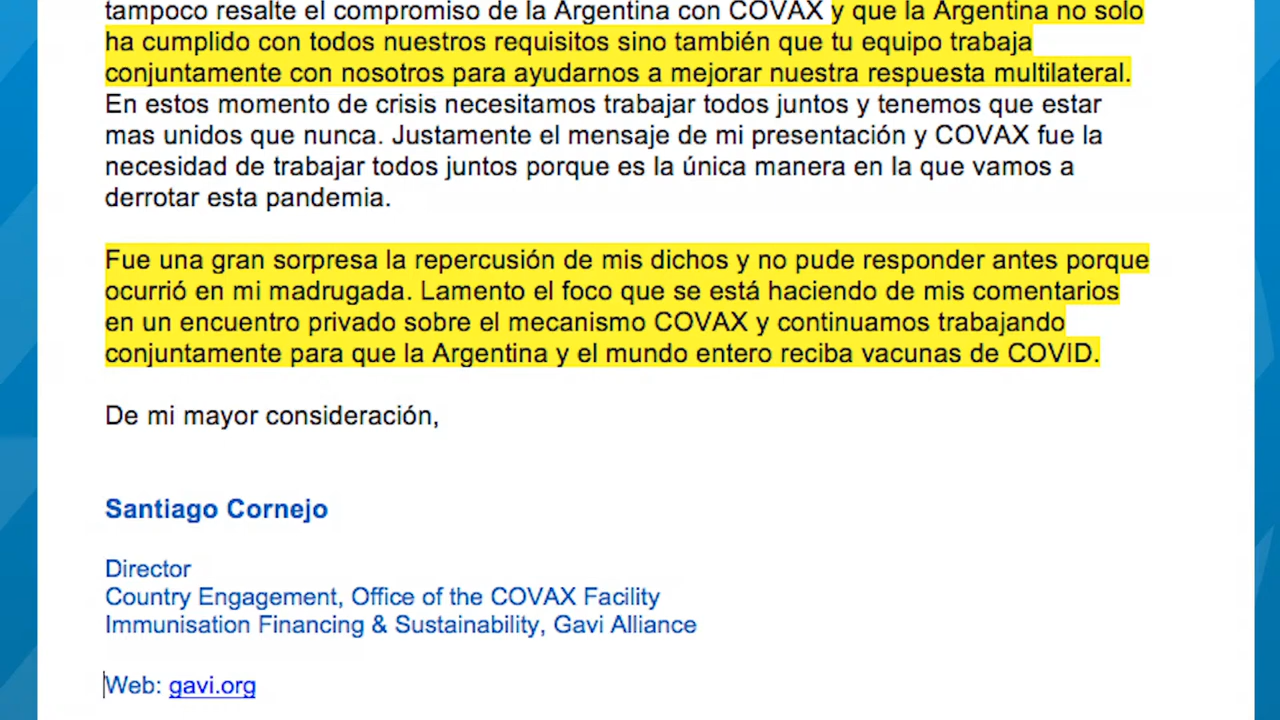 tampoco resalte el compromiso de la Argentina con COVAX y que la Argentina no solo
ha cumplido con todos nuestros requisitos sino también que tu equipo trabaja
conjuntamente con nosotros para ayudarnos a mejorar nuestra respuesta multilateral.
En estos momento de crisis necesitamos trabajar todos juntos y tenemos que estar
mas unidos que nunca. Justamente el mensaje de mi presentación y COVAX fue la
necesidad de trabajar todos juntos porque es la única manera en la que vamos a
derrotar esta pandemia.
Fue una gran sorpresa la repercusión de mis dichos y no pude responder antes porque
ocurrió en mi madrugada. Lamento el foco que se está haciendo de mis comentarios
en un encuentro privado sobre el mecanismo COVAX y continuamos trabajando
conjuntamente para que la Argentina y el mundo entero reciba vacunas de COVID.
De mi mayor consideración,
Santiago Cornejo
Director
Country Engagement, Office of the COVAX Facility
Immunisation Financing & Sustainability, Gavi Alliance
Web: gavi.org